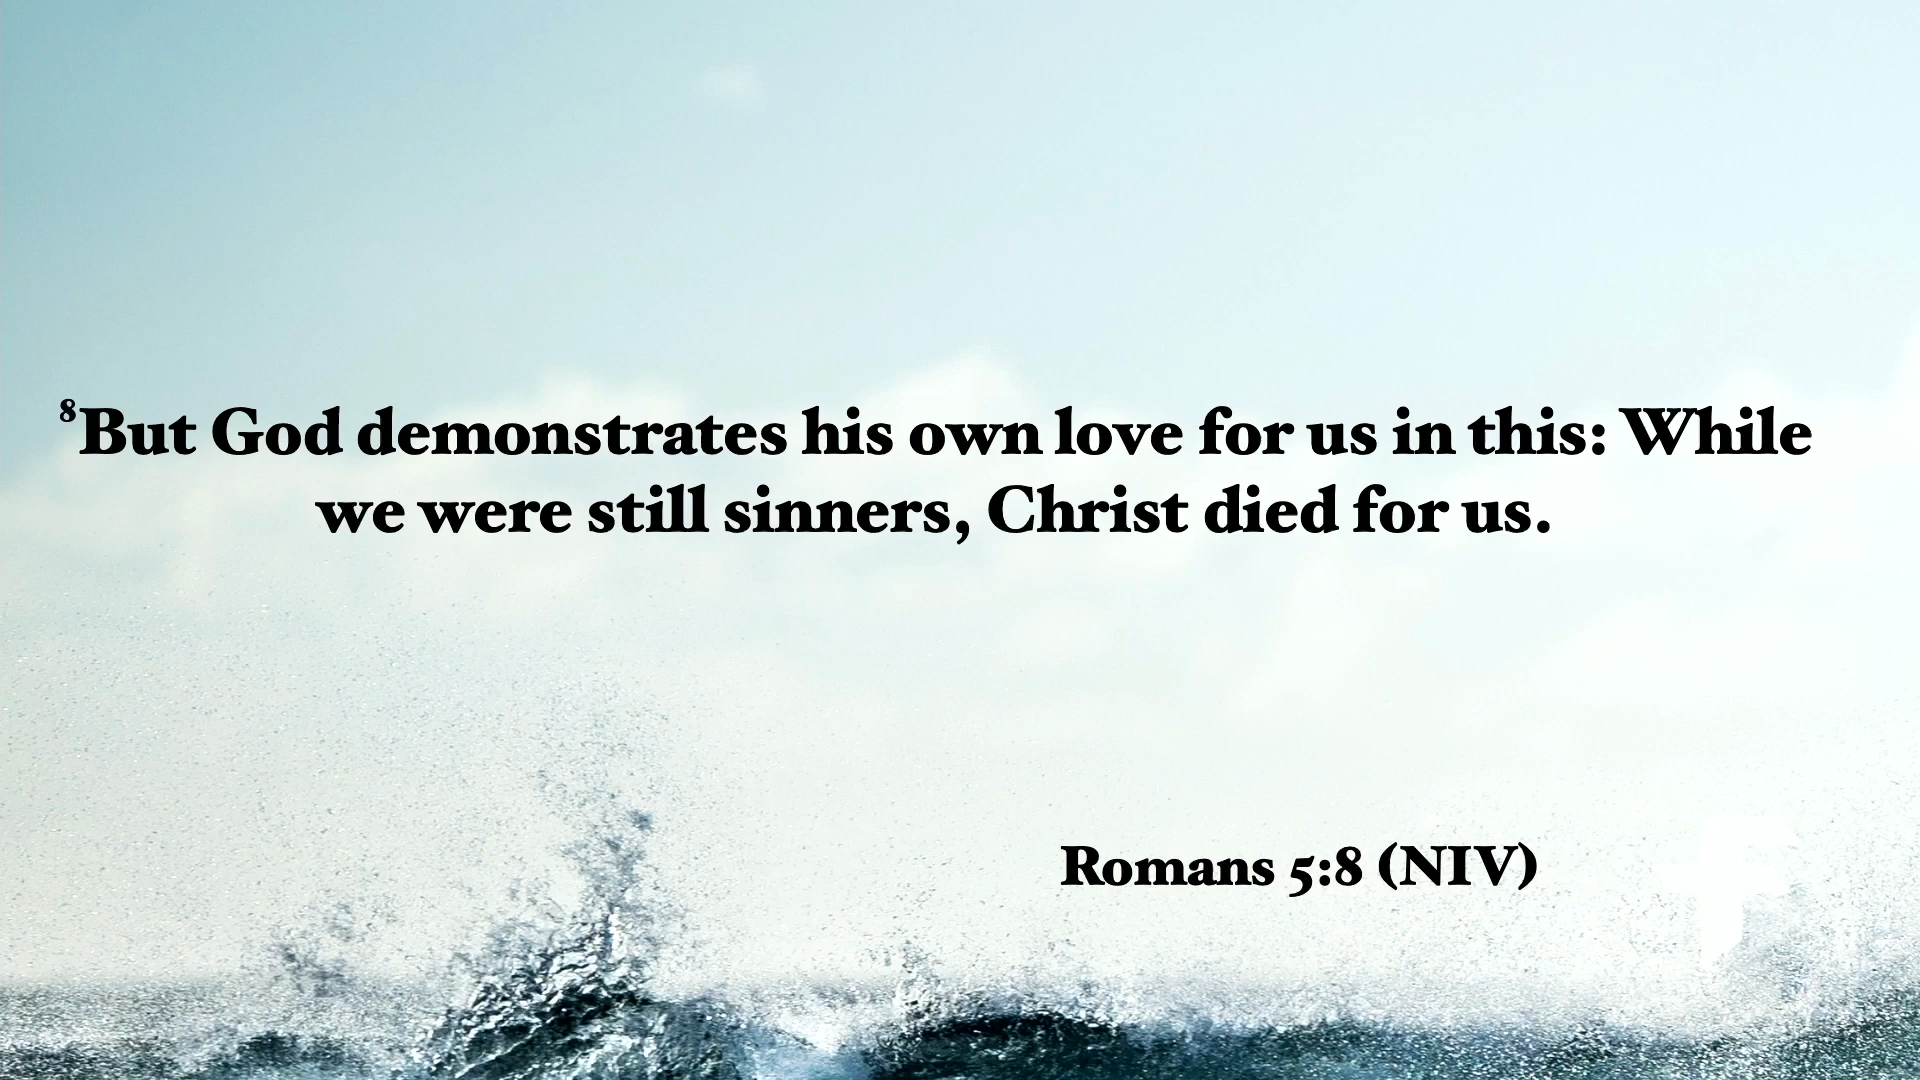 ⁸But God demonstrates his own love for us in this: While
we were still sinners, Christ died for us.
Romans 5:8 (NIV)